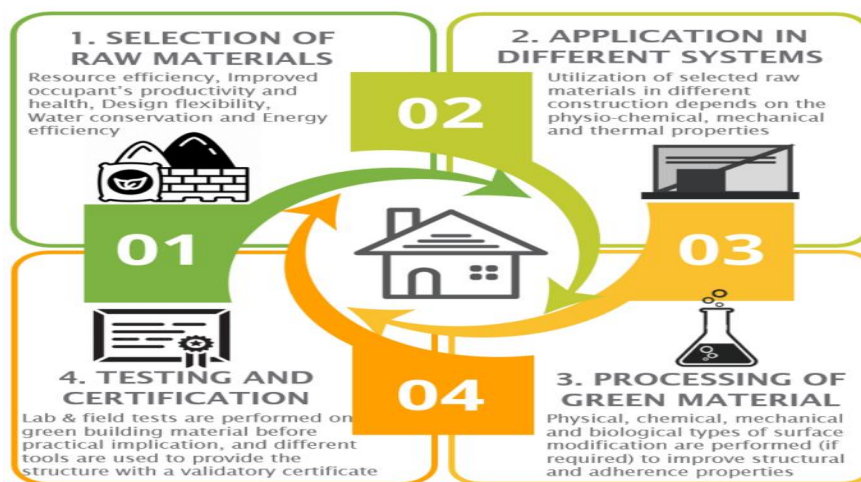 1. SELECTION OF
RAW MATERIALS
Resource efficiency, Improved
occupant's productivity and
health, Design flexibility,
Water conservation and Energy
efficiency
2. APPLICATION IN
DIFFERENT SYSTEMS
Utilization of selected raw
materials in different
construction depends on the
physio-chemical, mechanical
and thermal properties
02
01
03
04
4. TESTING AND
CERTIFICATION
Lab & field tests are performed on
green building material before
practical implication, and different
tools are used to provide the
structure with a validatory certificate
3. PROCESSING OF
GREEN MATERIAL
Physical, chemical, mechanical
and biological types of surface
modification are performed (if
required) to improve structural
and adherence properties